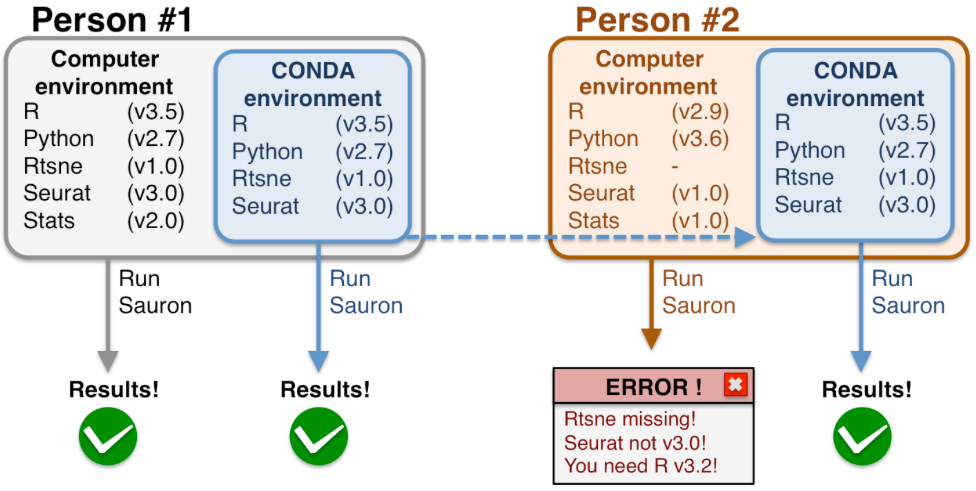 Person #1
Computer
environment
R (v3.5)
Python (v2.7)
Rtsne (v1.0)
Seurat (v3.0)
Stats (v2.0)
CONDA
environment
R (v3.5)
Python (v2.7)
Rtsne (v1.0)
Seurat (v3.0)
Run
Sauron
Results!
Run
Sauron
Results!
Person #2
Computer
environment
R (v2.9)
Python (v3.6)
Rtsne -
Seurat (v1.0)
Stats (v1.0)
CONDA
environment
R (v3.5)
Python (v2.7)
Rtsne (v1.0)
Seurat (v3.0)
Run
Sauron
ERROR !
Rtsne missing!
Seurat not v3.0!
You need R v3.2!
Run
Sauron
Results!